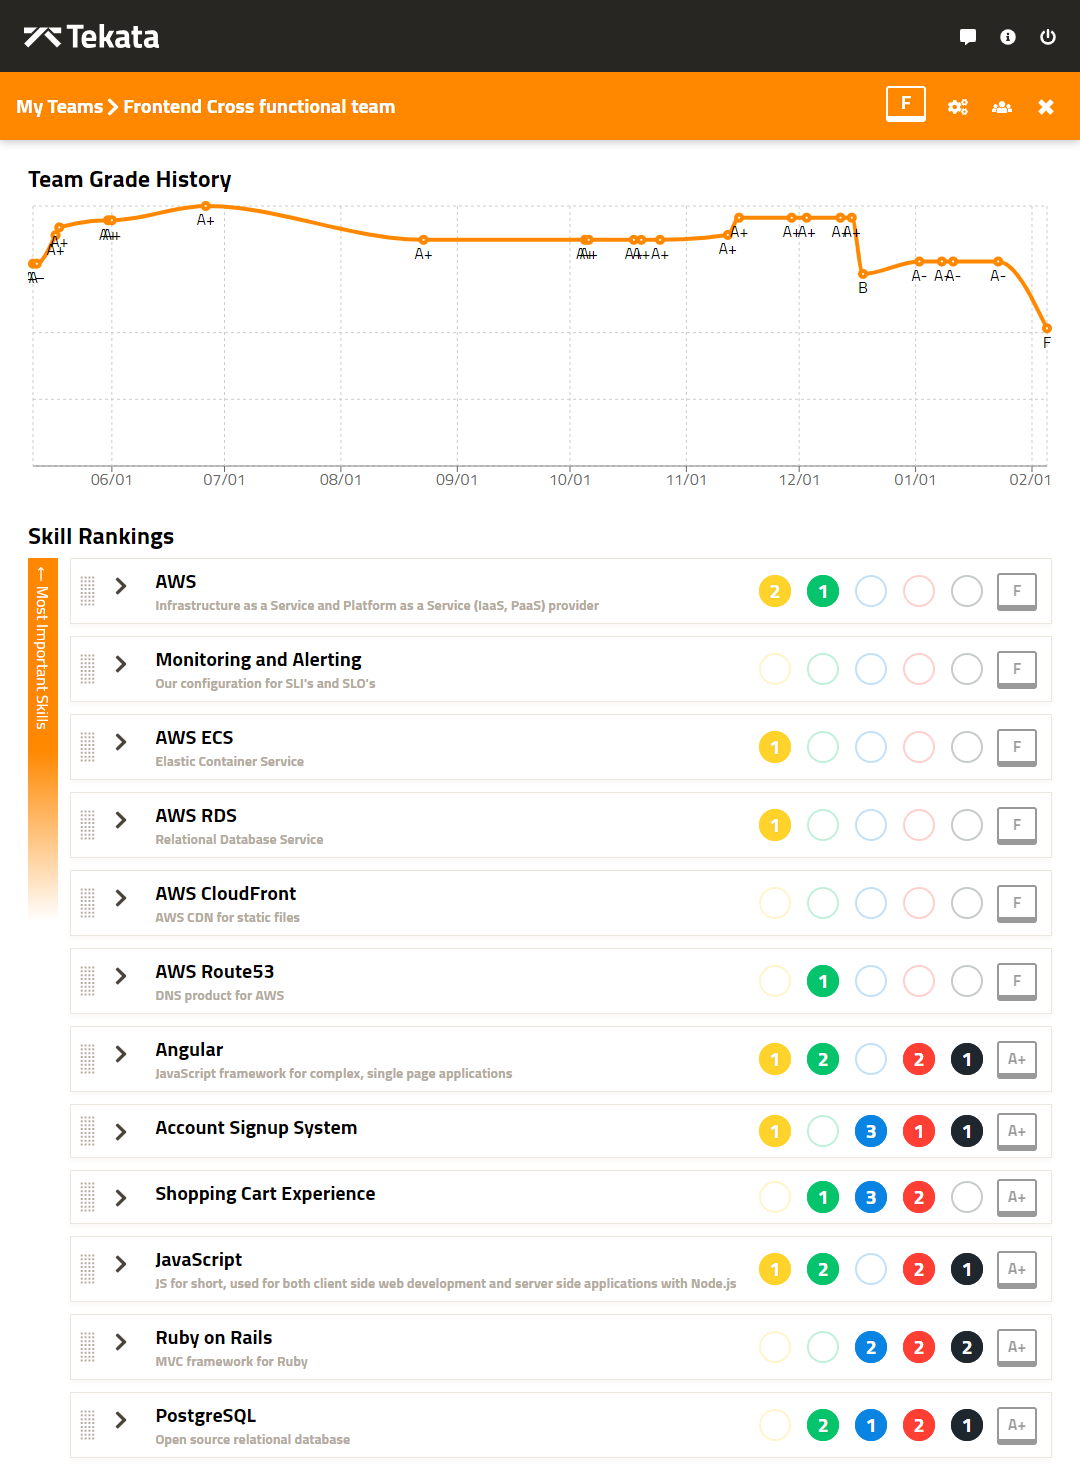 Tekata
My Teams Frontend Cross functional team F
Team Grade History
A+ A+ A+ A+ A+ A+ A+ A+ A+ A+
A+ A+ A+ A+
A-
B A- A- A- A-
F
06/01 07/01 08/01 09/01 10/01 11/01 12/01 01/01 02/01
Skill Rankings
← Most Important Skills
AWS
Infrastructure as a Service and Platform as a Service (IaaS, PaaS) provider
2 1 F
Monitoring and Alerting
Our configuration for SLI's and SLO's
F
AWS ECS
Elastic Container Service
1 F
AWS RDS
Relational Database Service
1 F
AWS CloudFront
AWS CDN for static files
F
AWS Route53
DNS product for AWS
1 F
Angular
JavaScript framework for complex, single page applications
1 2 2 1 A+
Account Signup System
1 3 1 1 A+
Shopping Cart Experience
1 3 2 A+
JavaScript
JS for short, used for both client side web development and server side applications with Node.js
1 2 2 1 A+
Ruby on Rails
MVC framework for Ruby
2 2 2 A+
PostgreSQL
Open source relational database
2 1 2 1 A+